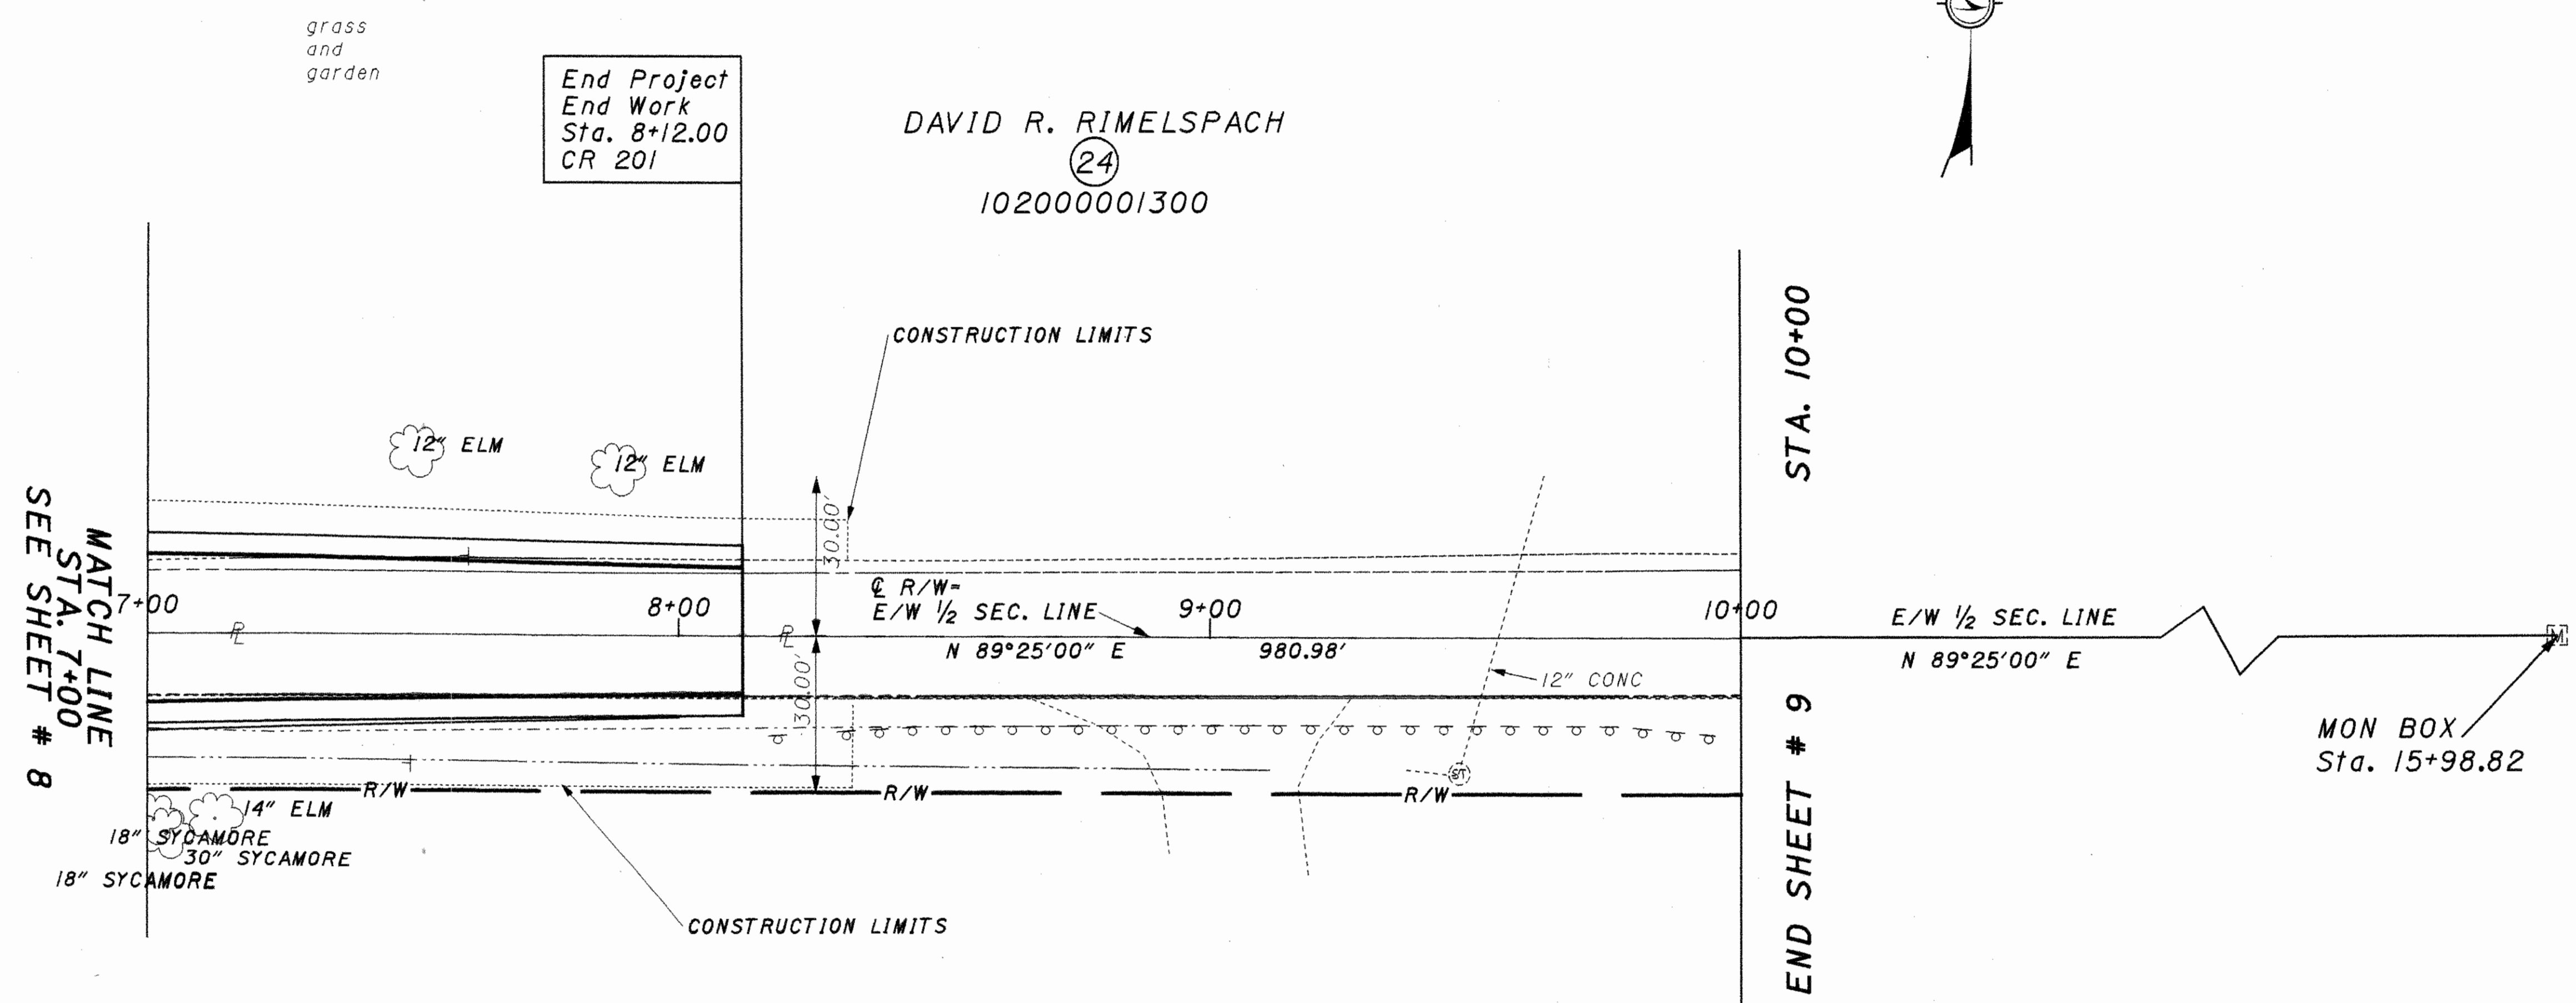 grass
and
garden
End Project
End Work
Sta. 8+12.00
CR 201
DAVID R. RIMELSPACH
24
102000001300
CONSTRUCTION LIMITS
12" ELM
12" ELM
30.00'
MATCH LINE
STA. 7+00
SEE SHEET # 8
7+00
8+00
℄ R/W=
E/W ½ SEC. LINE
9+00
10+00
STA. 10+00
E/W ½ SEC. LINE
N 89°25'00" E
PL
PL
N 89°25'00" E
980.98'
30.00'
12" CONC
M
MON BOX
Sta. 15+98.82
ST
R/W
R/W
R/W
14" ELM
18" SYCAMORE
30" SYCAMORE
18" SYCAMORE
CONSTRUCTION LIMITS
END SHEET # 9